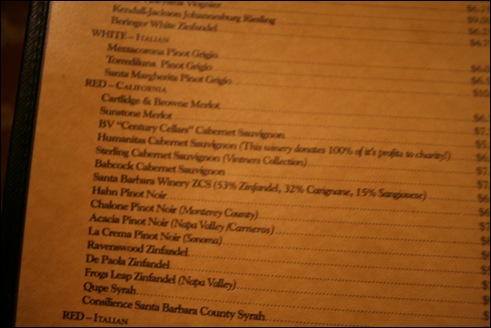 Viognier
Kendall-Jackson Johannesburg Riesling
Beringer White Zinfandel
WHITE – ITALIAN
Mezzacorona Pinot Grigio
Torresdiluna Pinot Grigio
Santa Margherita Pinot Grigio
RED – CALIFORNIA
Cartlidge & Browne Merlot
Sunstone Merlot
BV "Century Cellars" Cabernet Sauvignon
Humanitas Cabernet Sauvignon (This winery donates 100% of it's profits to charity!)
Sterling Cabernet Sauvignon (Vintners Collection)
Babcock Cabernet Sauvignon
Santa Barbara Winery ZCS (53% Zinfandel, 32% Carignane, 15% Sangiovese)
Hahn Pinot Noir
Chalone Pinot Noir (Monterey County)
Acacia Pinot Noir (Napa Valley/Carneros)
La Crema Pinot Noir (Sonoma)
Ravenswood Zinfandel
De Paola Zinfandel
Frogs Leap Zinfandel (Napa Valley)
Qupe Syrah
Consilience Santa Barbara County Syrah
RED – ITALIAN